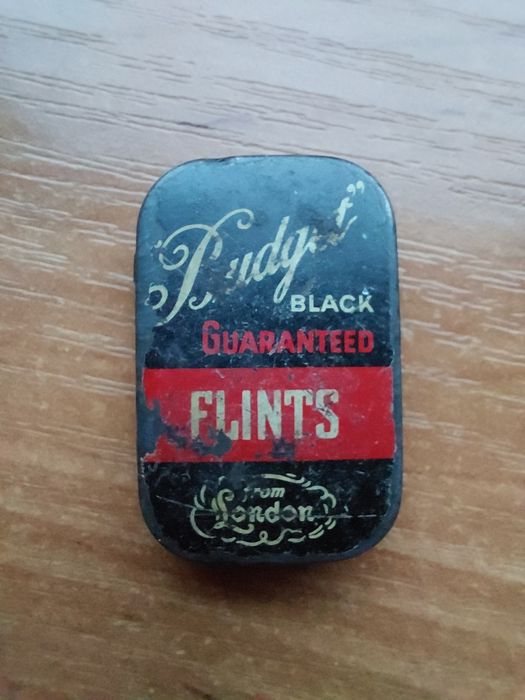 "Budget"
BLACK
GUARANTEED
FLINTS
from
London